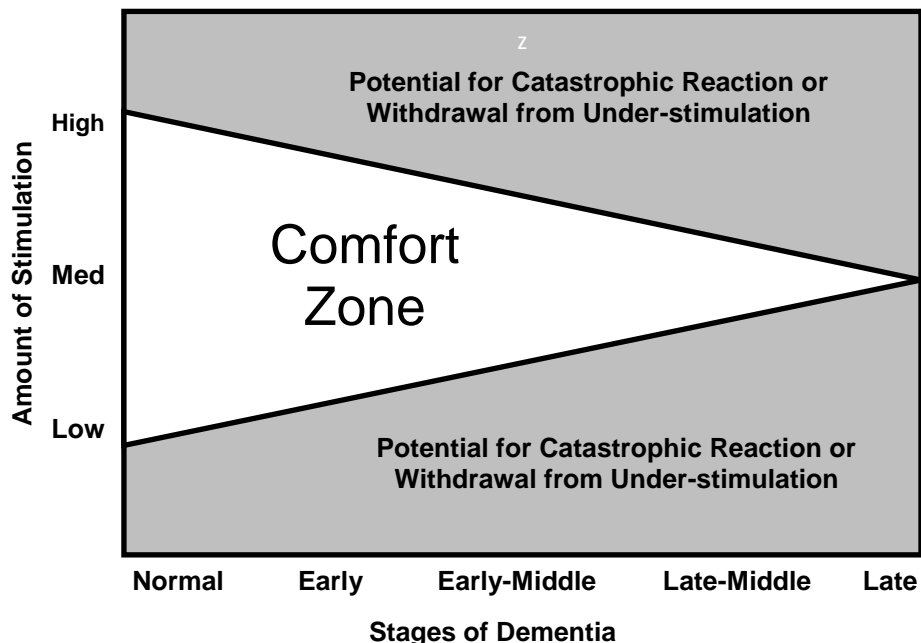 z
Potential for Catastrophic Reaction or
Withdrawal from Under-stimulation
High
Comfort
Zone
Med
Amount of Stimulation
Low
Potential for Catastrophic Reaction or
Withdrawal from Under-stimulation
Normal Early Early-Middle Late-Middle Late
Stages of Dementia